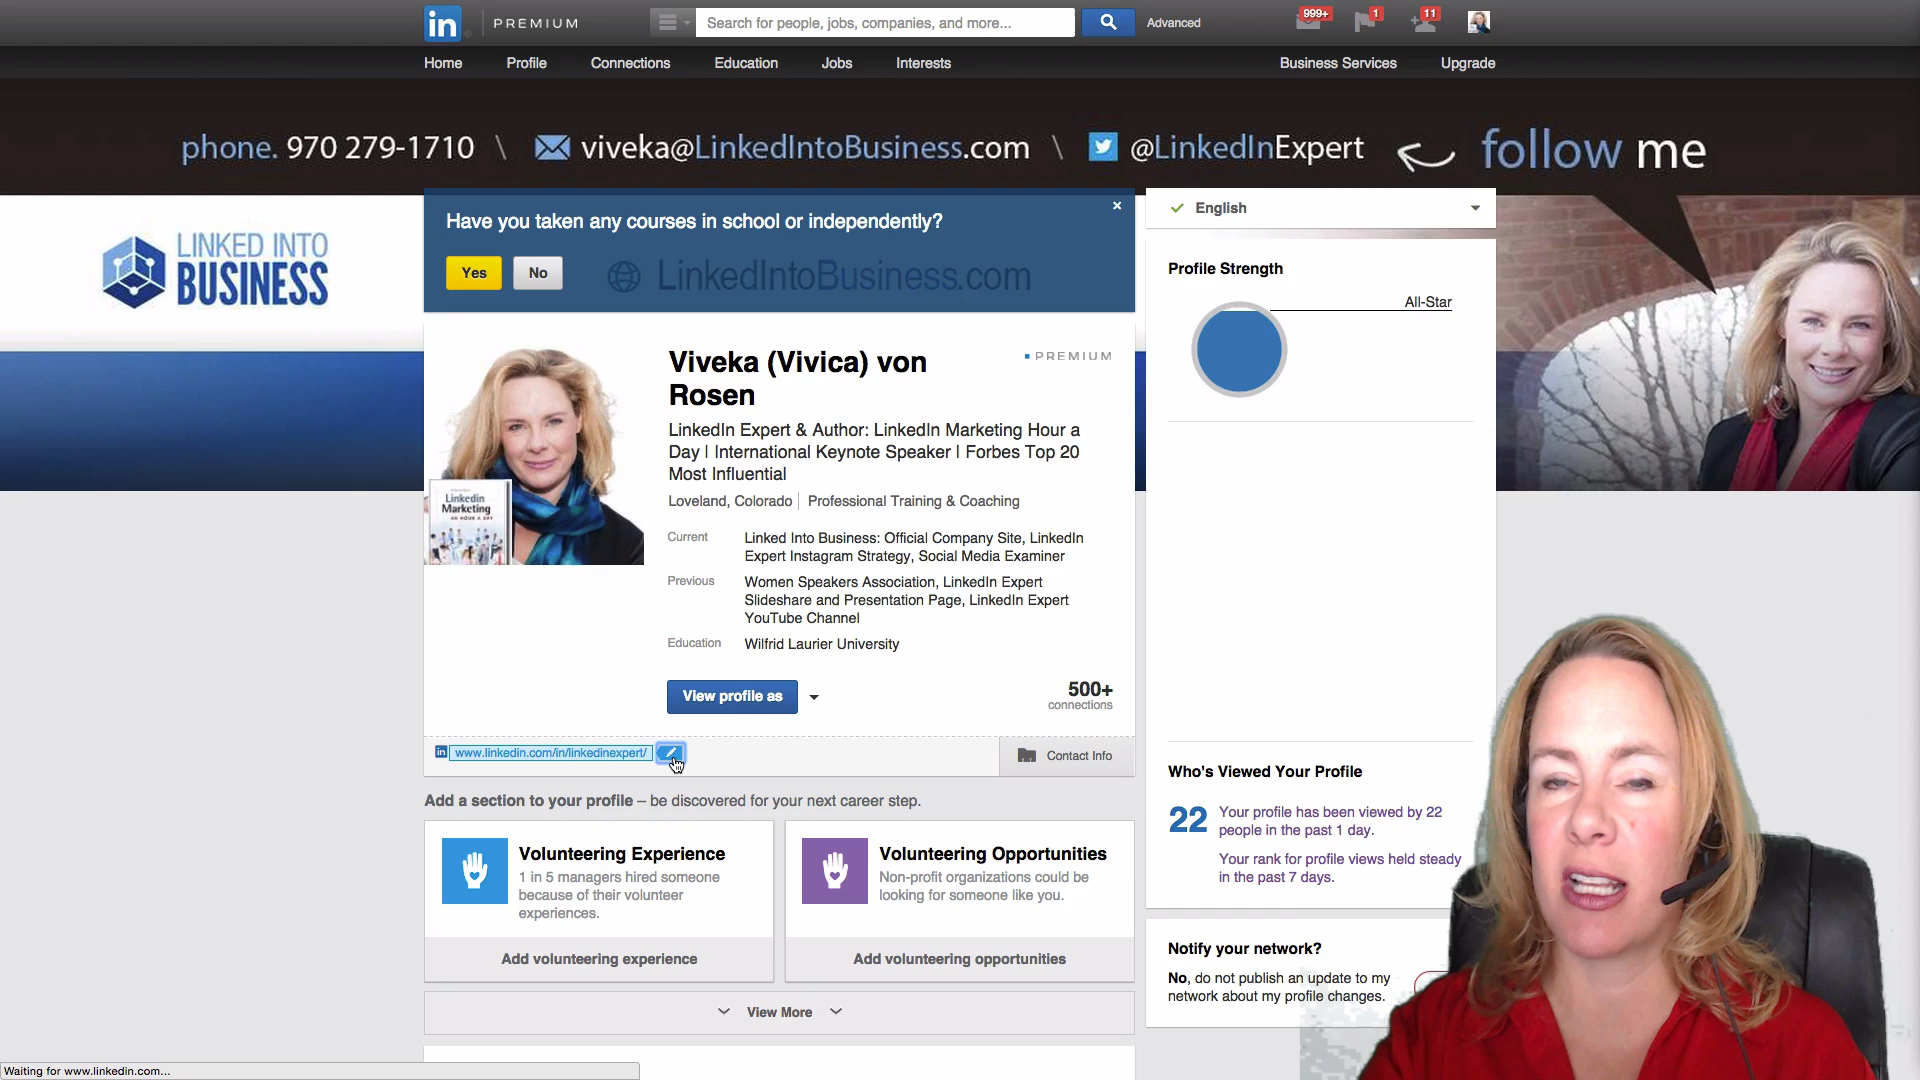 in PREMIUM
Search for people, jobs, companies, and more...
Advanced
999+
1
11
Home Profile Connections Education Jobs Interests Business Services Upgrade
phone. 970 279-1710 \ viveka@LinkedIntoBusiness.com \ @LinkedInExpert follow me
LINKED INTO
BUSINESS
Have you taken any courses in school or independently? ×
Yes No LinkedIntoBusiness.com
English
Profile Strength
All-Star
Viveka (Vivica) von
Rosen
PREMIUM
LinkedIn Expert & Author: LinkedIn Marketing Hour a
Day | International Keynote Speaker | Forbes Top 20
Most Influential
Loveland, Colorado | Professional Training & Coaching
Linkedin
Marketing
AN HOUR A DAY
Current Linked Into Business: Official Company Site, LinkedIn
Expert Instagram Strategy, Social Media Examiner
Previous Women Speakers Association, LinkedIn Expert
Slideshare and Presentation Page, LinkedIn Expert
YouTube Channel
Education Wilfrid Laurier University
View profile as
500+
connections
in www.linkedin.com/in/linkedinexpert/
Contact Info
Add a section to your profile – be discovered for your next career step.
Volunteering Experience
1 in 5 managers hired someone
because of their volunteer
experiences.
Add volunteering experience
Volunteering Opportunities
Non-profit organizations could be
looking for someone like you.
Add volunteering opportunities
View More
Who's Viewed Your Profile
22 Your profile has been viewed by 22
people in the past 1 day.
Your rank for profile views held steady
in the past 7 days.
Notify your network?
No, do not publish an update to my
network about my profile changes.
Waiting for www.linkedin.com...